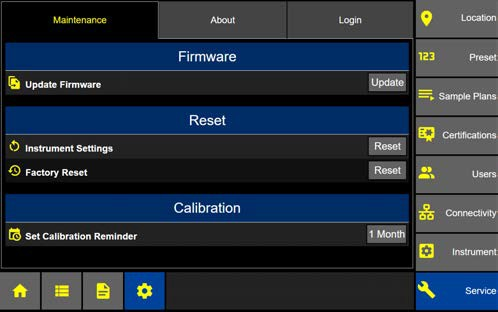 Maintenance
About
Login
Firmware
Update Firmware
Update
Reset
Instrument Settings
Reset
Factory Reset
Reset
Calibration
Set Calibration Reminder
1 Month
Location
123
Preset
Sample Plans
Certifications
Users
Connectivity
Instrument
Service